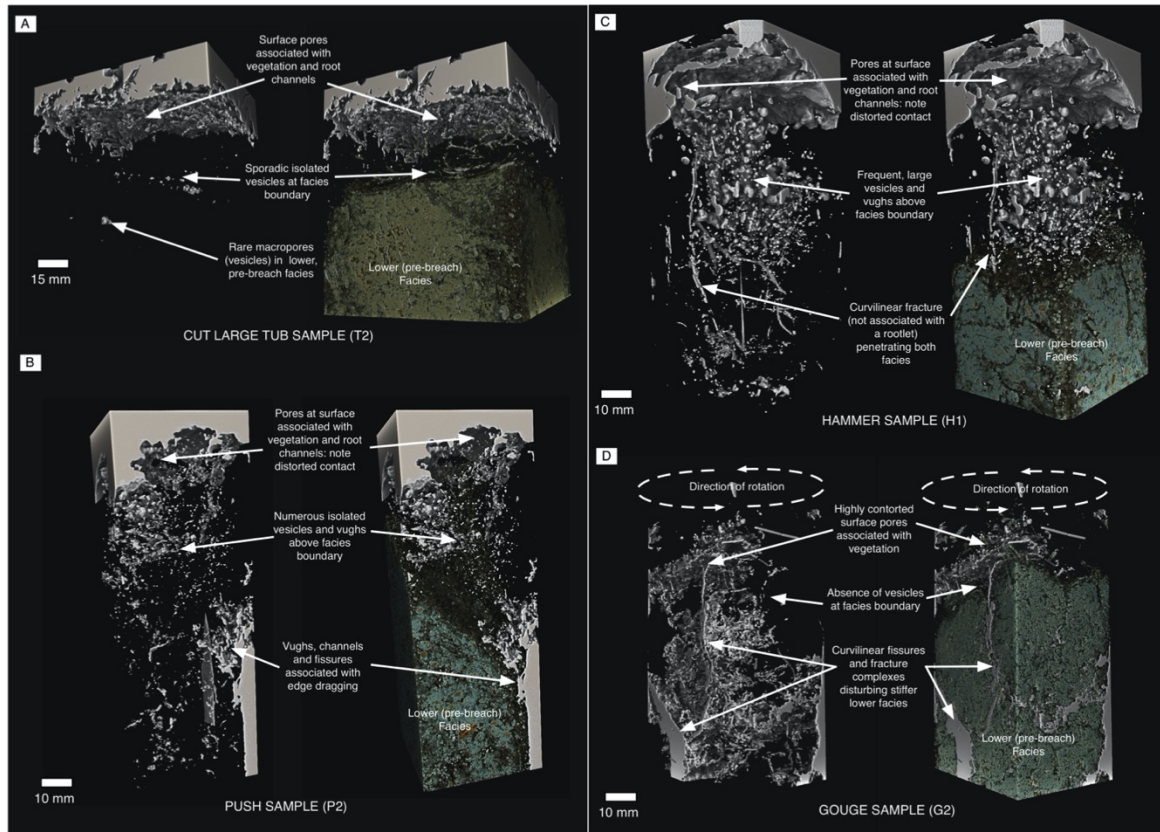 A
Surface pores
associated with
vegetation and root
channels
Sporadic isolated
vesicles at facies
boundary
Rare macropores
(vesicles) in lower,
pre-breach facies
Lower (pre-breach)
Facies
15 mm
CUT LARGE TUB SAMPLE (T2)
B
Pores at surface
associated with
vegetation and
root channels: note
distorted contact
Numerous isolated
vesicles and vughs
above facies
boundary
Vughs, channels
and fissures
associated with
edge dragging
Lower (pre-breach)
Facies
10 mm
PUSH SAMPLE (P2)
C
Pores at surface
associated with
vegetation and root
channels: note
distorted contact
Frequent, large
vesicles and
vughs above
facies boundary
Curvilinear fracture
(not associated with
a rootlet)
penetrating both
facies
Lower (pre-breach)
Facies
10 mm
HAMMER SAMPLE (H1)
D
Direction of rotation
Direction of rotation
Highly contorted
surface pores
associated with
vegetation
Absence of vesicles
at facies boundary
Curvilinear fissures
and fracture
complexes
disturbing stiffer
lower facies
Lower (pre-breach)
Facies
10 mm
GOUGE SAMPLE (G2)